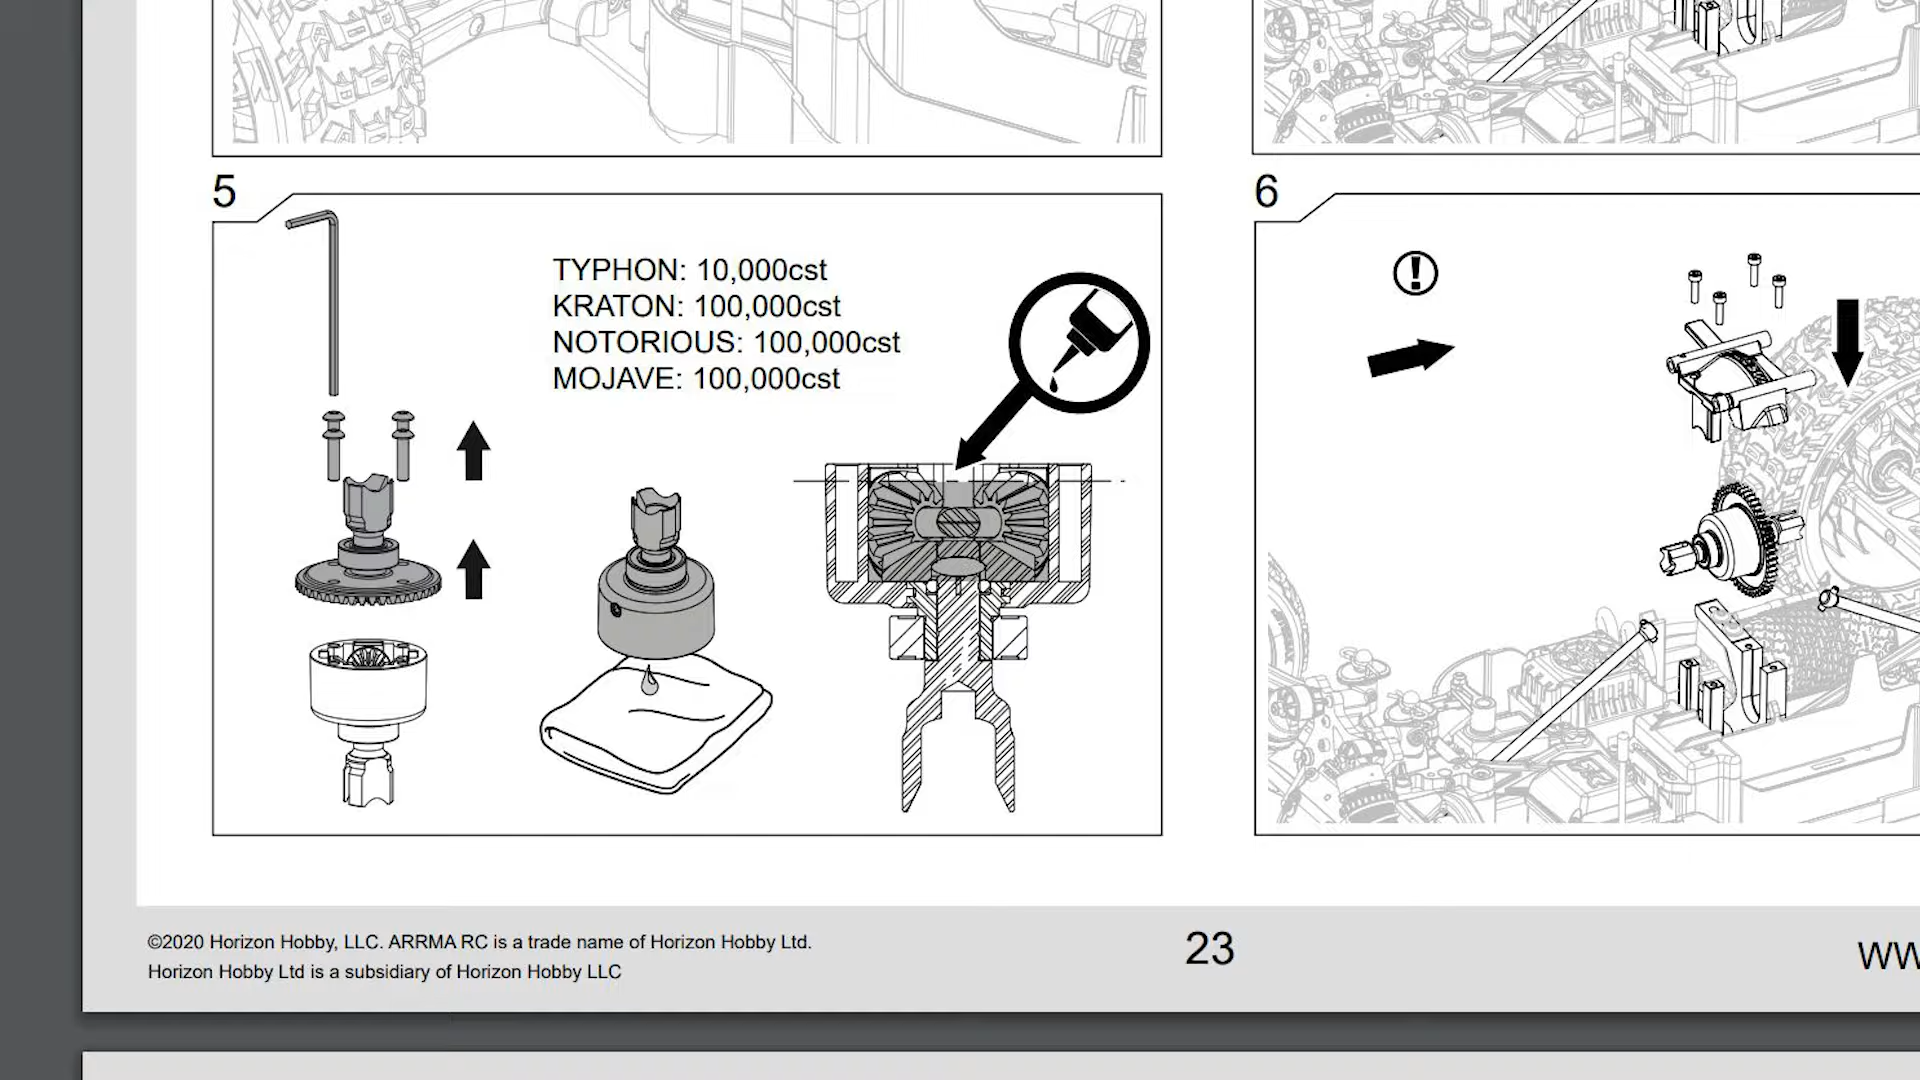 5
TYPHON: 10,000cst
KRATON: 100,000cst
NOTORIOUS: 100,000cst
MOJAVE: 100,000cst
6
©2020 Horizon Hobby, LLC. ARRMA RC is a trade name of Horizon Hobby Ltd.
Horizon Hobby Ltd is a subsidiary of Horizon Hobby LLC
23